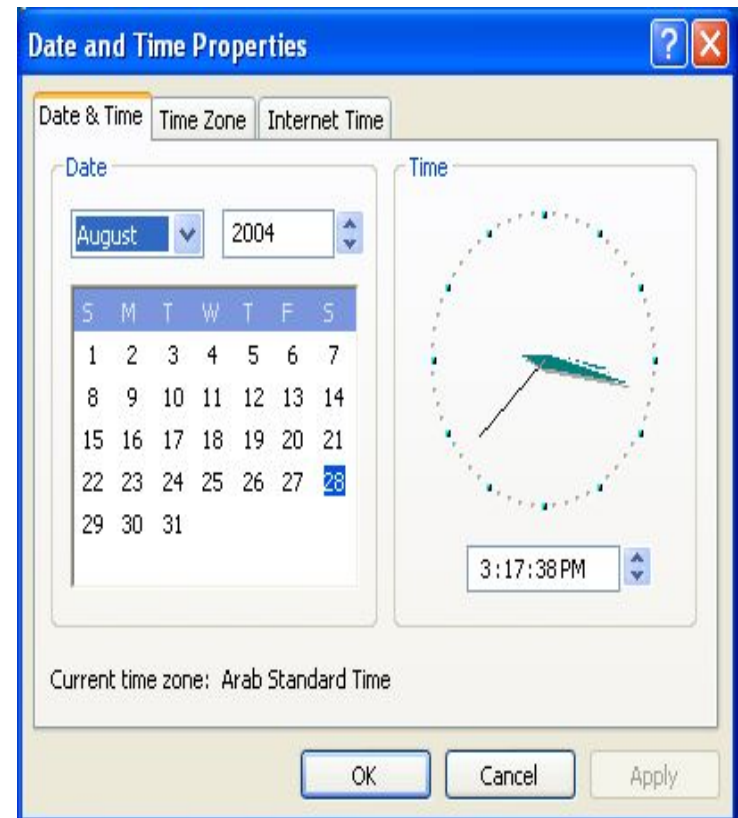 Date and Time Properties
Date & Time Time Zone Internet Time
Date
August 2004
S M T W T F S
1 2 3 4 5 6 7
8 9 10 11 12 13 14
15 16 17 18 19 20 21
22 23 24 25 26 27 28
29 30 31
Time
3:17:38 PM
Current time zone: Arab Standard Time
OK Cancel Apply